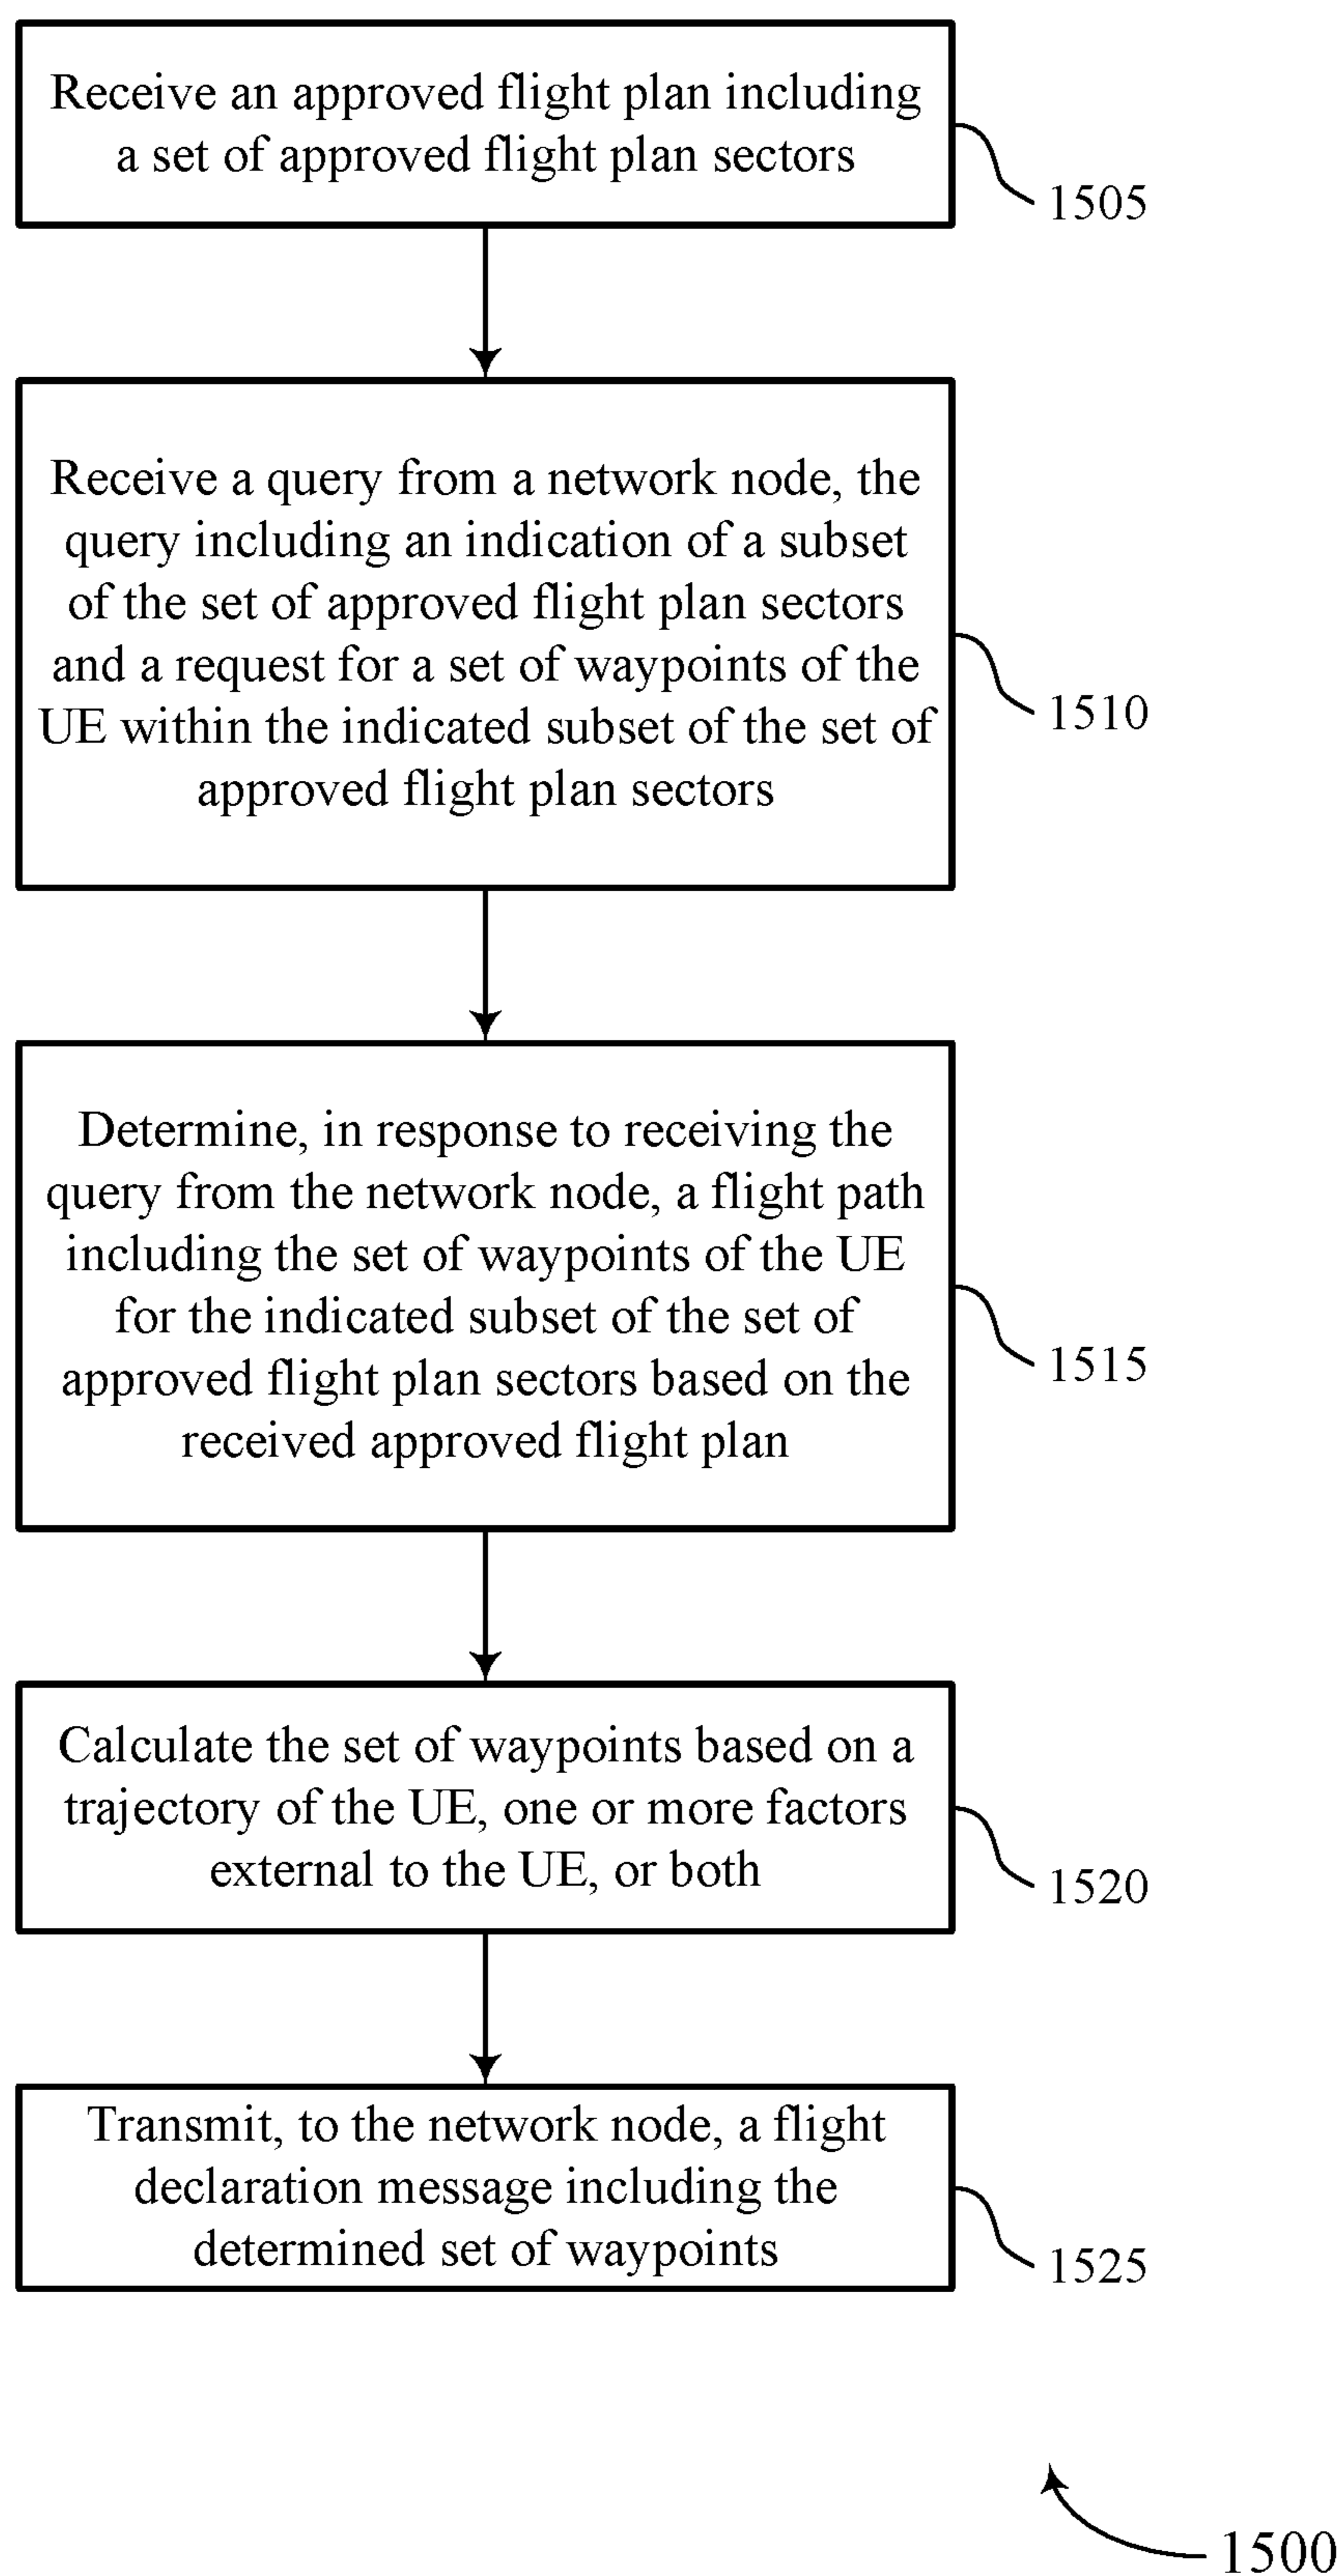 Receive an approved flight plan including
a set of approved flight plan sectors
1505
Receive a query from a network node, the
query including an indication of a subset
of the set of approved flight plan sectors
and a request for a set of waypoints of the
UE within the indicated subset of the set of
approved flight plan sectors
1510
Determine, in response to receiving the
query from the network node, a flight path
including the set of waypoints of the UE
for the indicated subset of the set of
approved flight plan sectors based on the
received approved flight plan
1515
Calculate the set of waypoints based on a
trajectory of the UE, one or more factors
external to the UE, or both
1520
Transmit, to the network node, a flight
declaration message including the
determined set of waypoints
1525
1500